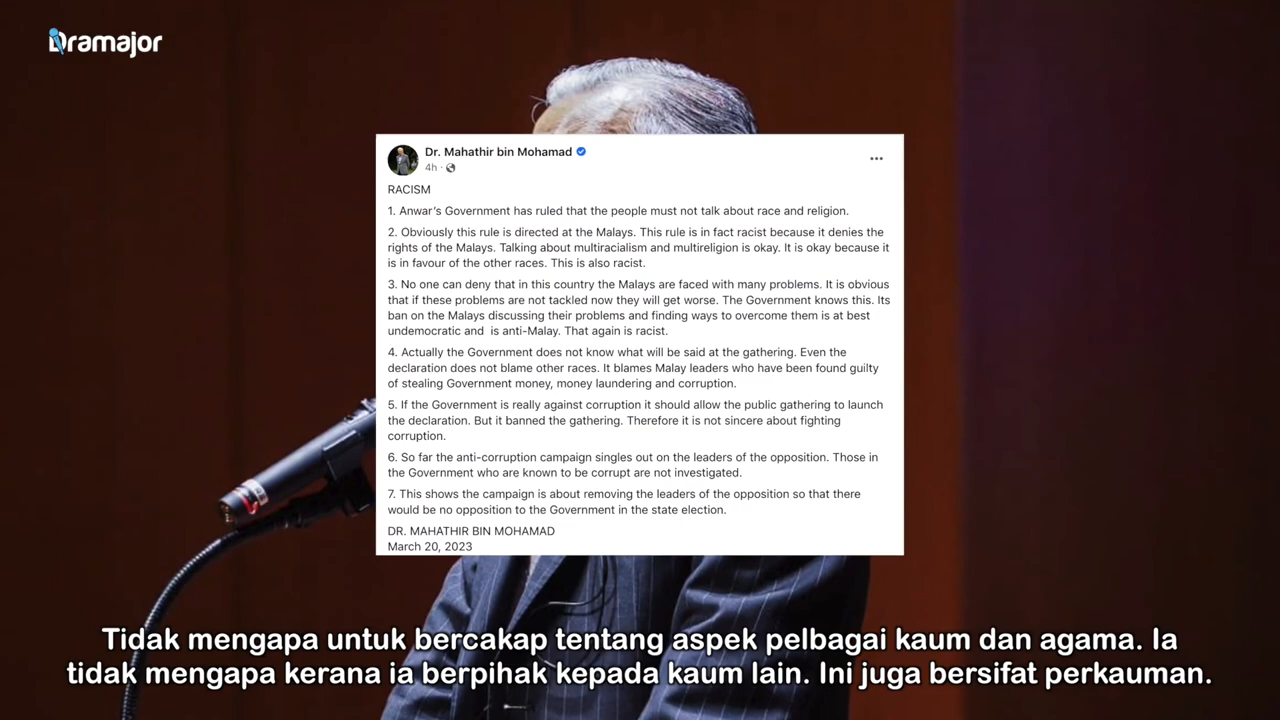 Dramajor
Dr. Mahathir bin Mohamad
4h ·
RACISM
1. Anwar's Government has ruled that the people must not talk about race and religion.
2. Obviously this rule is directed at the Malays. This rule is in fact racist because it denies the
rights of the Malays. Talking about multiracialism and multireligion is okay. It is okay because it
is in favour of the other races. This is also racist.
3. No one can deny that in this country the Malays are faced with many problems. It is obvious
that if these problems are not tackled now they will get worse. The Government knows this. Its
ban on the Malays discussing their problems and finding ways to overcome them is at best
undemocratic and is anti-Malay. That again is racist.
4. Actually the Government does not know what will be said at the gathering. Even the
declaration does not blame other races. It blames Malay leaders who have been found guilty
of stealing Government money, money laundering and corruption.
5. If the Government is really against corruption it should allow the public gathering to launch
the declaration. But it banned the gathering. Therefore it is not sincere about fighting
corruption.
6. So far the anti-corruption campaign singles out on the leaders of the opposition. Those in
the Government who are known to be corrupt are not investigated.
7. This shows the campaign is about removing the leaders of the opposition so that there
would be no opposition to the Government in the state election.
DR. MAHATHIR BIN MOHAMAD
March 20, 2023
Tidak mengapa untuk bercakap tentang aspek pelbagai kaum dan agama. Ia
tidak mengapa kerana ia berpihak kepada kaum lain. Ini juga bersifat perkauman.